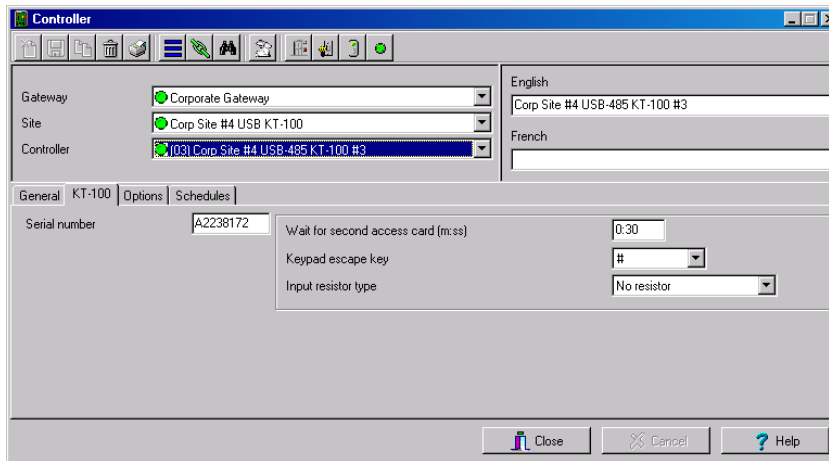 Controller
English
Gateway Corporate Gateway
Corp Site #4 USB-485 KT-100 #3
Site Corp Site #4 USB KT-100
French
Controller (03) Corp Site #4 USB-485 KT-100 #3
General KT-100 Options Schedules
Serial number A2238172
Wait for second access card (m:ss) 0:30
Keypad escape key #
Input resistor type No resistor
Close Cancel ? Help